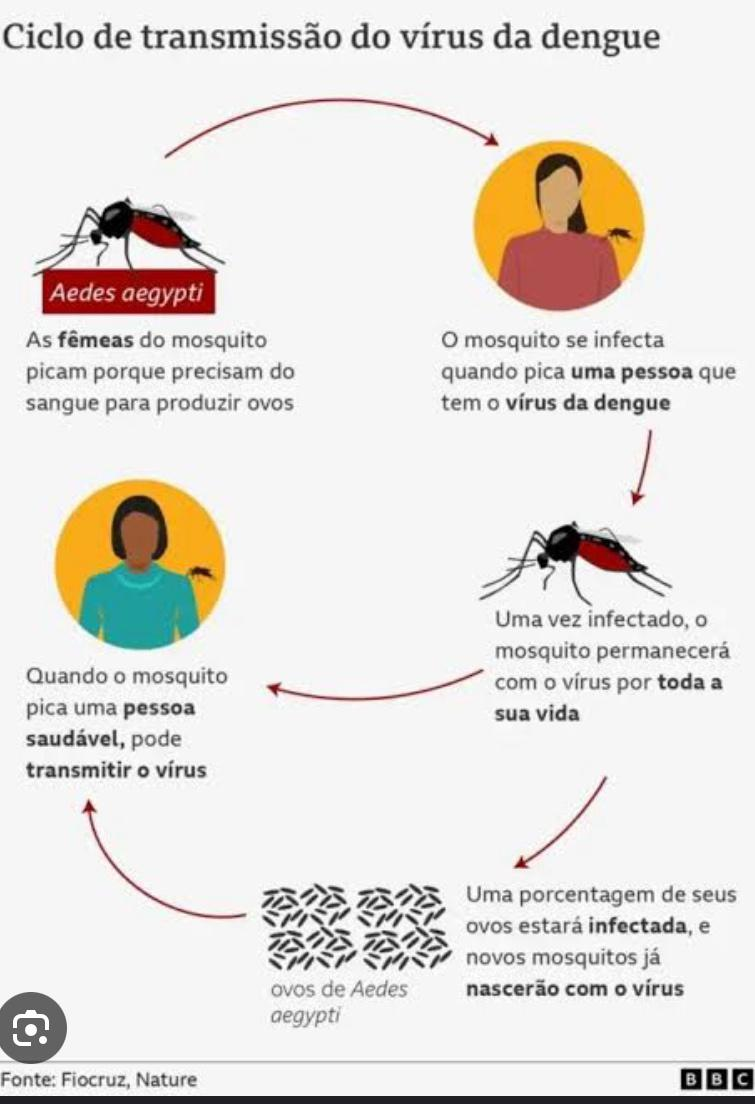 Ciclo de transmissão do vírus da dengue
Aedes aegypti
As fêmeas do mosquito
picam porque precisam do
sangue para produzir ovos
O mosquito se infecta
quando pica uma pessoa que
tem o vírus da dengue
Uma vez infectado, o
mosquito permanecerá
com o vírus por toda a
sua vida
Quando o mosquito
pica uma pessoa
saudável, pode
transmitir o vírus
Uma porcentagem de seus
ovos estará infectada, e
novos mosquitos já
nascerão com o vírus
ovos de Aedes
aegypti
Fonte: Fiocruz, Nature
BBC